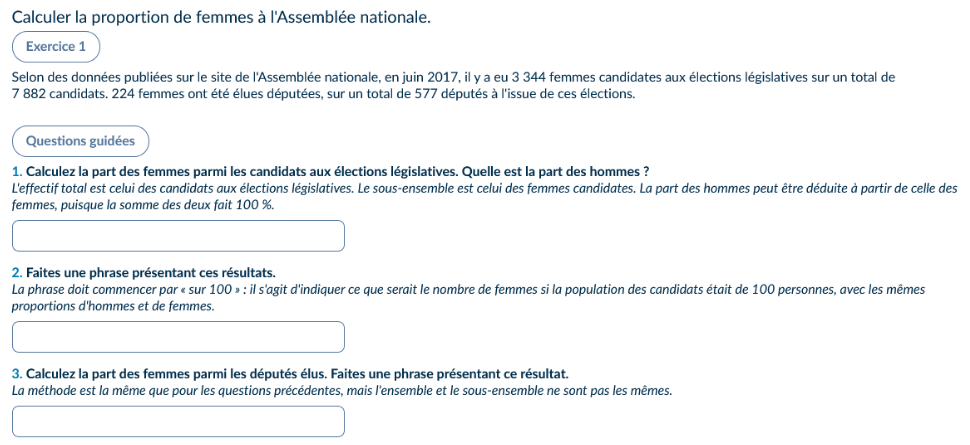 Calculer la proportion de femmes à l'Assemblée nationale.
Exercice 1
Selon des données publiées sur le site de l'Assemblée nationale, en juin 2017, il y a eu 3 344 femmes candidates aux élections législatives sur un total de
7 882 candidats. 224 femmes ont été élues députées, sur un total de 577 députés à l'issue de ces élections.
Questions guidées
1. Calculez la part des femmes parmi les candidats aux élections législatives. Quelle est la part des hommes ?
L'effectif total est celui des candidats aux élections législatives. Le sous-ensemble est celui des femmes candidates. La part des hommes peut être déduite à partir de celle des
femmes, puisque la somme des deux fait 100 %.
2. Faites une phrase présentant ces résultats.
La phrase doit commencer par « sur 100 » : il s'agit d'indiquer ce que serait le nombre de femmes si la population des candidats était de 100 personnes, avec les mêmes
proportions d'hommes et de femmes.
3. Calculez la part des femmes parmi les députés élus. Faites une phrase présentant ce résultat.
La méthode est la même que pour les questions précédentes, mais l'ensemble et le sous-ensemble ne sont pas les mêmes.